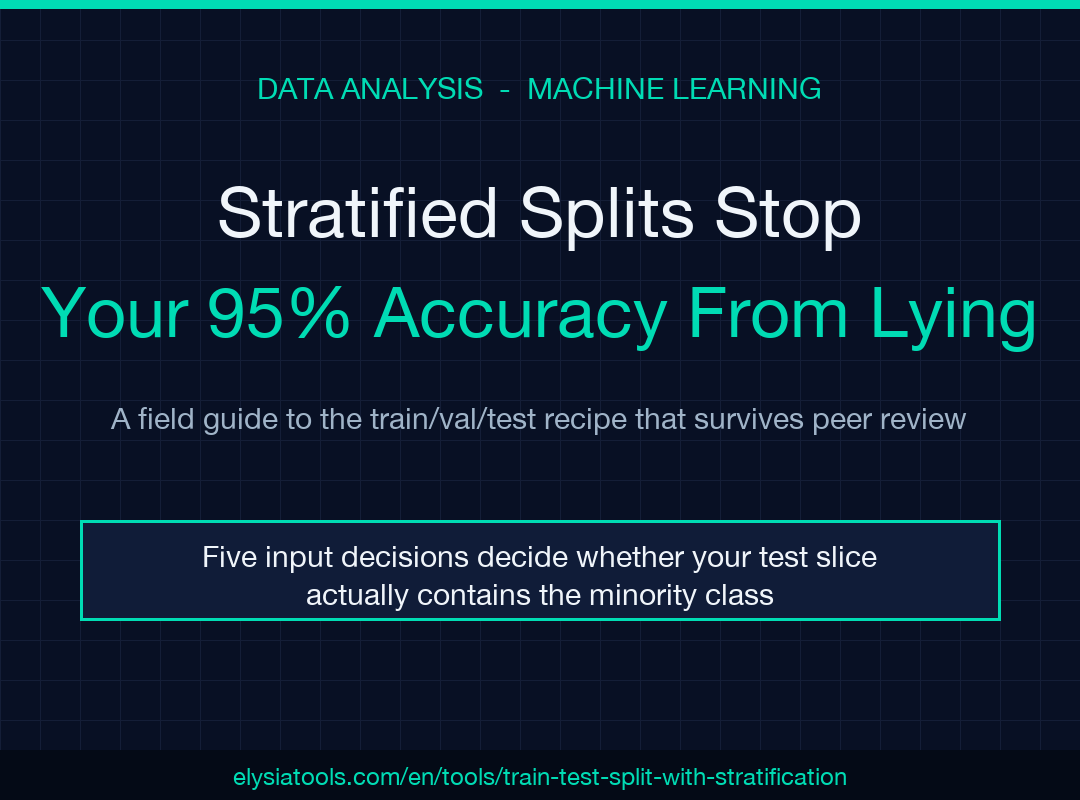 DATA ANALYSIS - MACHINE LEARNING
Stratified Splits Stop
Your 95% Accuracy From Lying
A field guide to the train/val/test recipe that survives peer review
Five input decisions decide whether your test slice
actually contains the minority class
elysiatools.com/en/tools/train-test-split-with-stratification